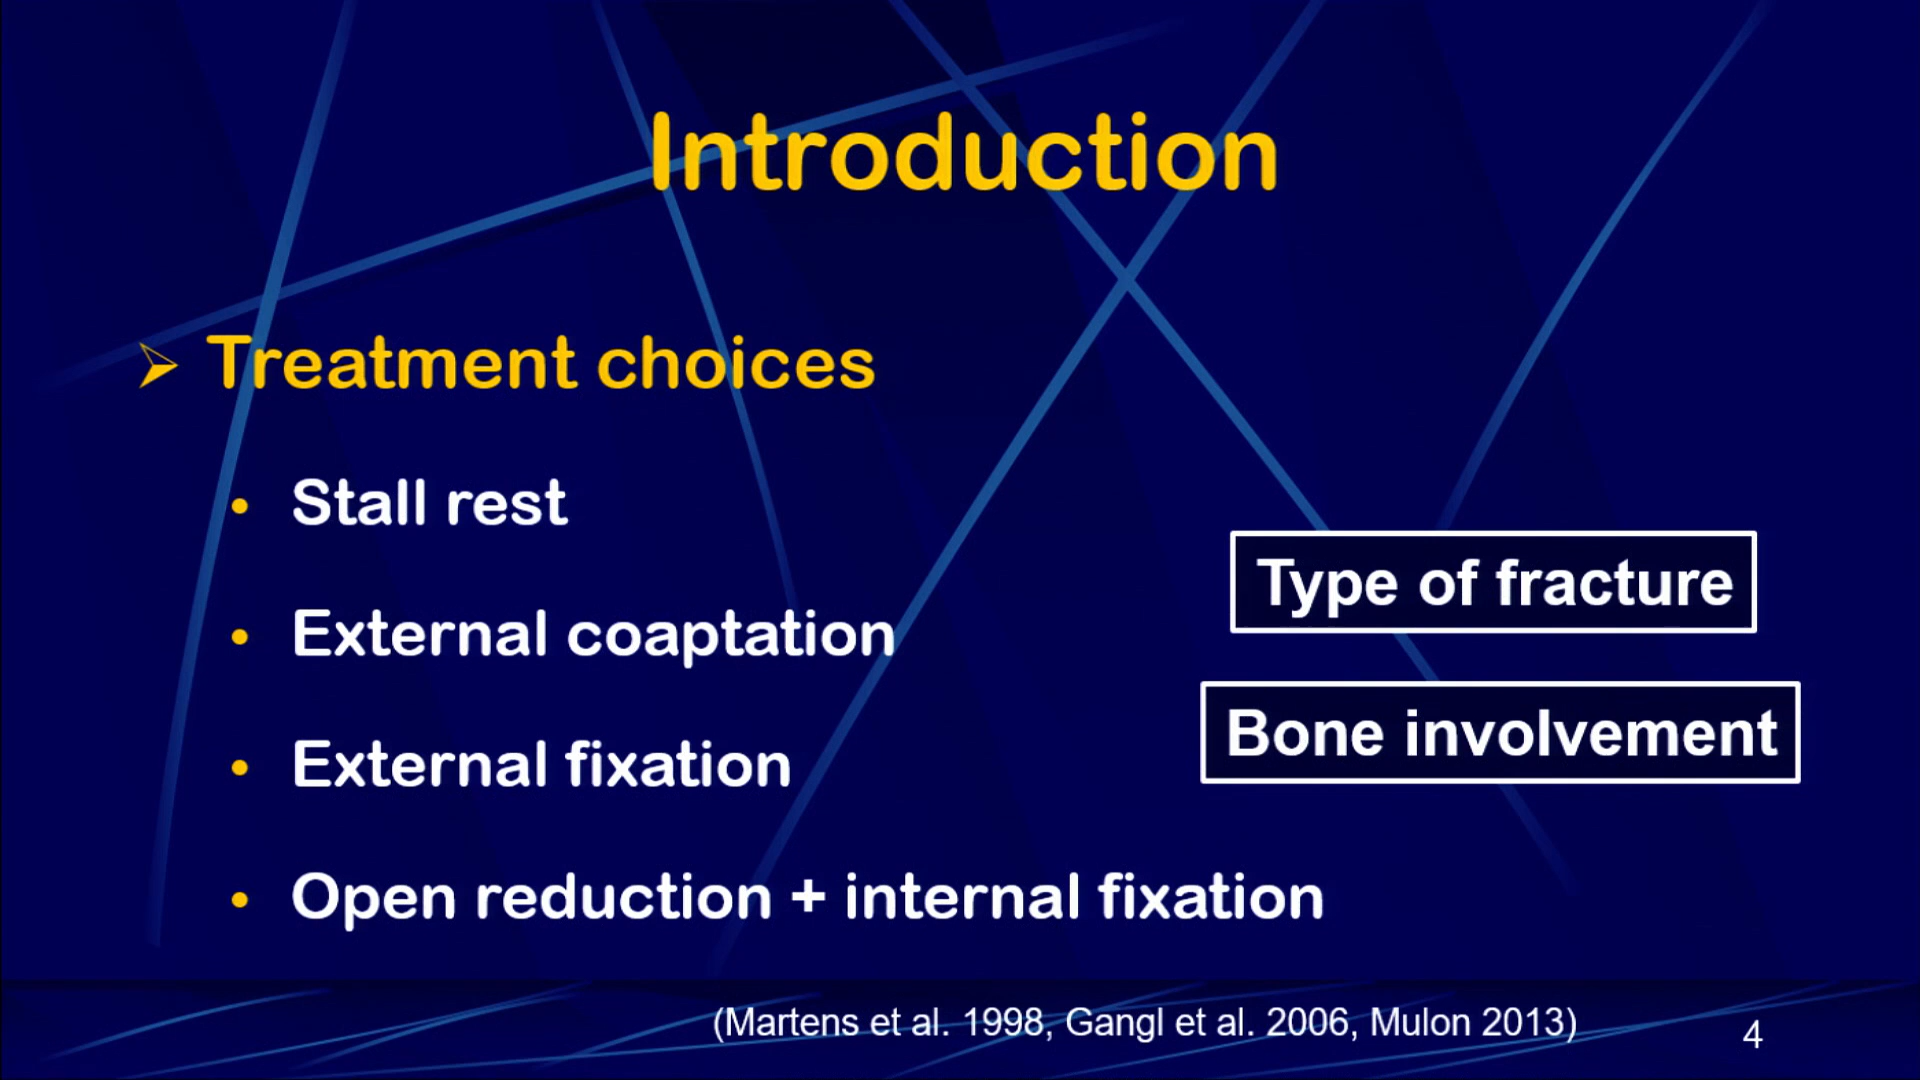 Introduction
Treatment choices
Stall rest
External coaptation
External fixation
Open reduction + internal fixation
Type of fracture
Bone involvement
(Martens et al. 1998, Gangl et al. 2006, Mulon 2013)
4